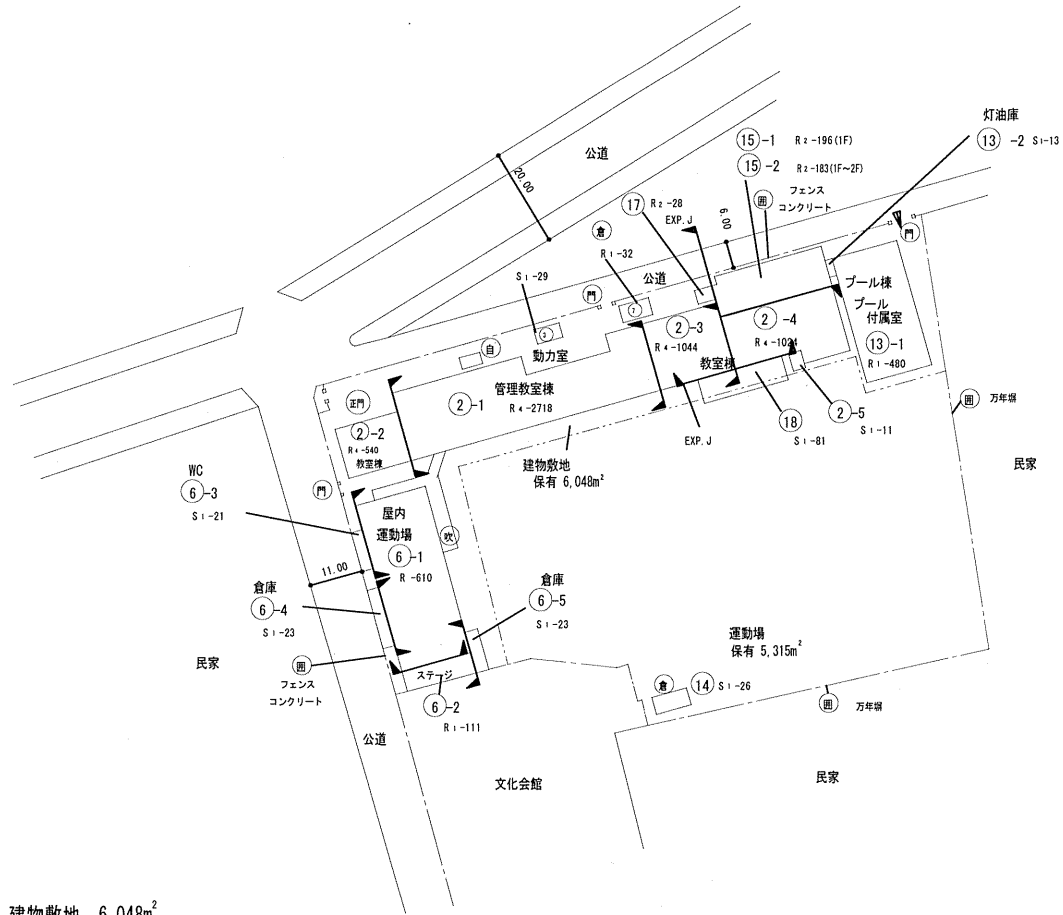 灯油庫
⑬-2 S1-13
⑮-1 R2-196(1F)
⑮-2 R2-183(1F~2F)
囲 フェンス
コンクリート
公道
20.00
⑰ R2-28
EXP.J
6.00
門
倉
R1-32
公道
S1-29
門
プール棟
プール
付属室
⑬-1
R1-480
②-3
R4-1044
②-4
R4-1024
教室棟
自
動力室
管理教室棟
②-1 R4-2718
正門
②-2
R4-540
教室棟
⑱
S1-81
②-5
S1-11
囲 万年塀
EXP.J
建物敷地
保有 6,048m²
民家
WC
⑥-3
S1-21
門
屋内
運動場
⑥-1
R -610
吹
11.00
倉庫
⑥-4
S1-23
倉庫
⑥-5
S1-23
運動場
保有 5,315m²
民家
囲
フェンス
コンクリート
ステージ
⑥-2
R1-111
倉 ⑭ S1-26
囲 万年塀
公道
文化会館
民家
建物敷地 6,048m²